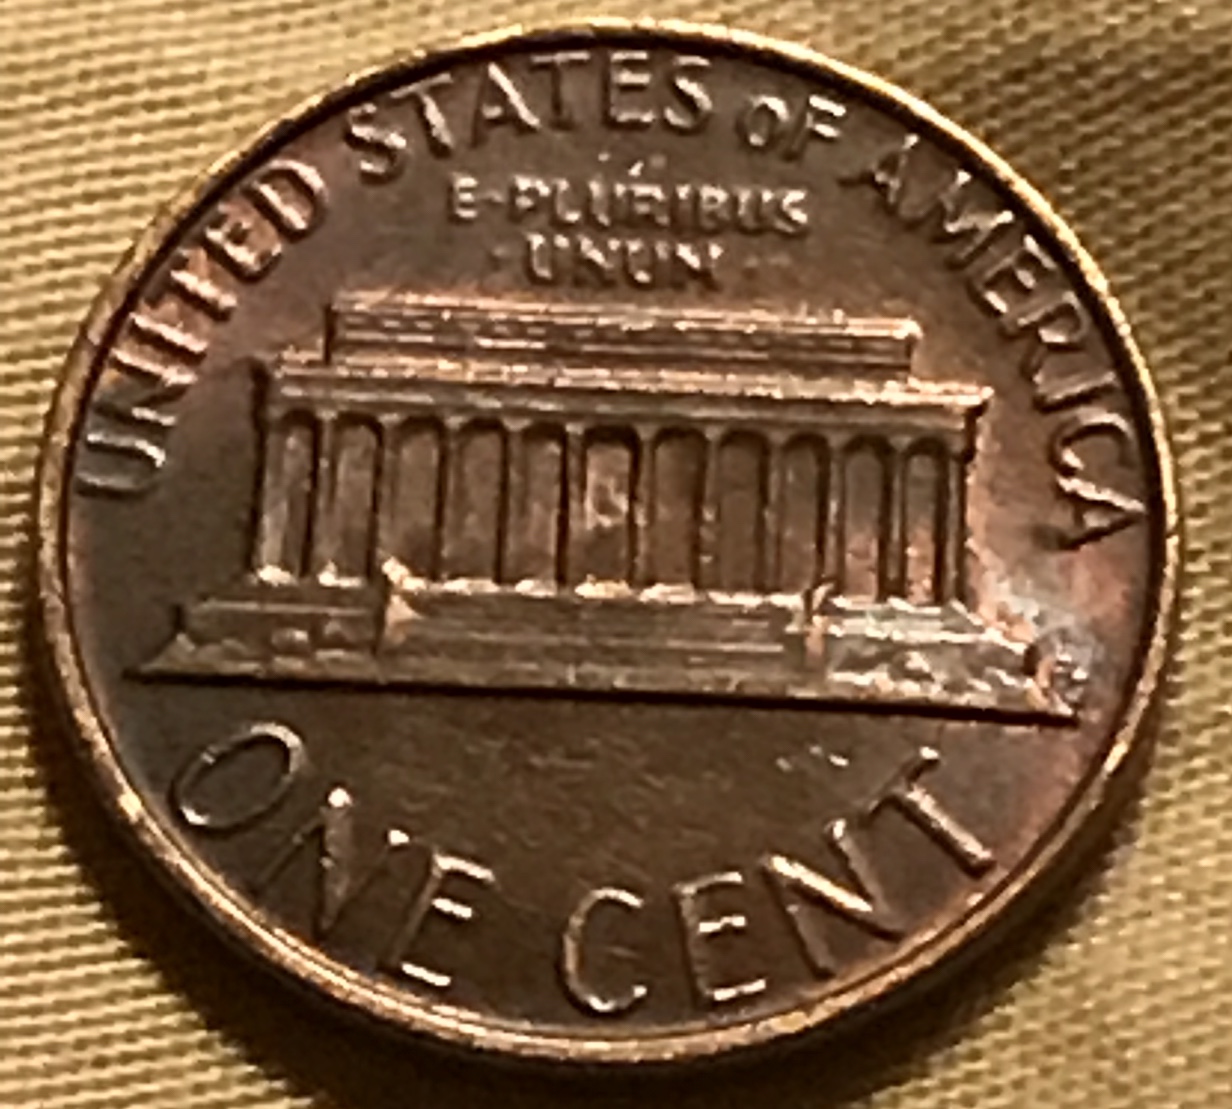 UNITED STATES OF AMERICA
E·PLURIBUS
·UNUM·
ONE CENT